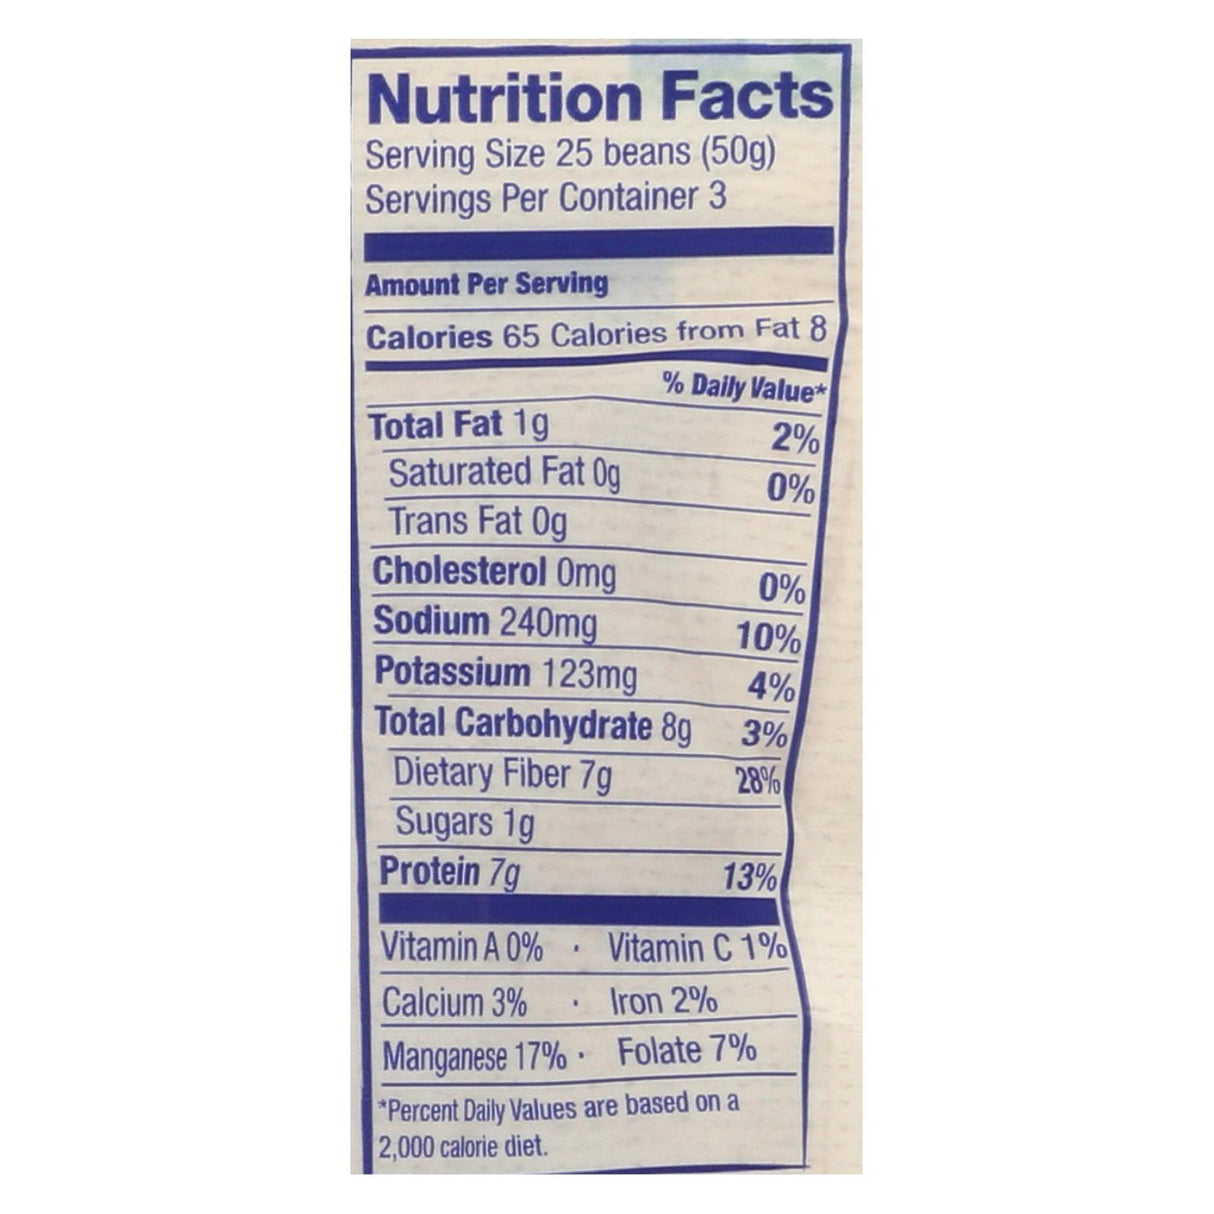 Nutrition Facts
Serving Size 25 beans (50g)
Servings Per Container 3
Amount Per Serving
Calories 65 Calories from Fat 8
% Daily Value*
Total Fat 1g 2%
Saturated Fat 0g 0%
Trans Fat 0g
Cholesterol 0mg 0%
Sodium 240mg 10%
Potassium 123mg 4%
Total Carbohydrate 8g 3%
Dietary Fiber 7g 28%
Sugars 1g
Protein 7g 13%
Vitamin A 0% · Vitamin C 1%
Calcium 3% · Iron 2%
Manganese 17% · Folate 7%
*Percent Daily Values are based on a
2,000 calorie diet.